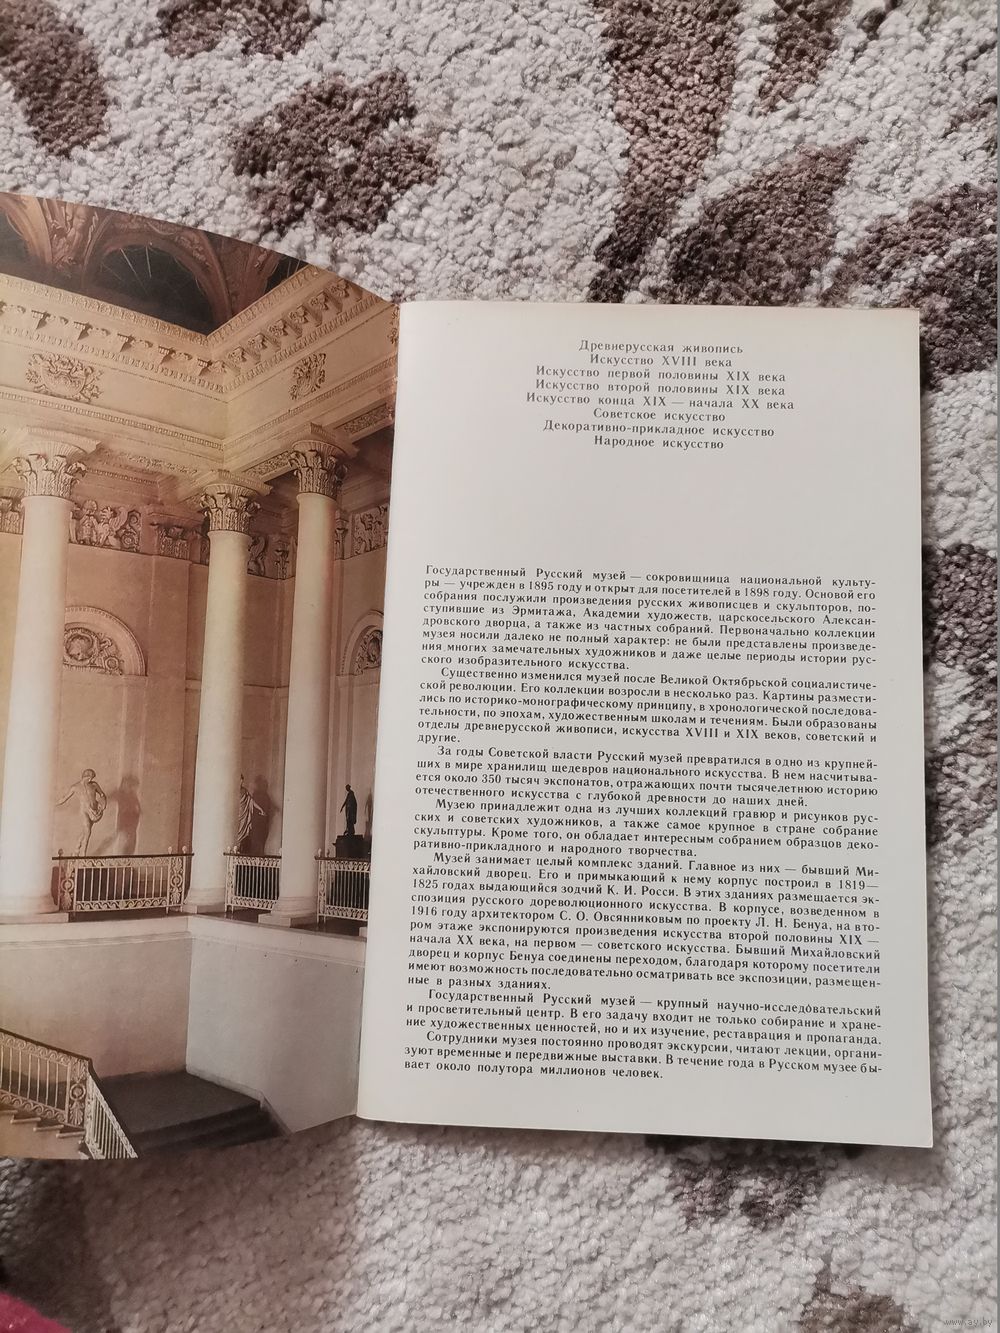 Древнерусская живопись
Искусство XVIII века
Искусство первой половины XIX века
Искусство второй половины XIX века
Искусство конца XIX — начала XX века
Советское искусство
Декоративно-прикладное искусство
Народное искусство
Государственный Русский музей — сокровищница национальной культу-
ры — учрежден в 1895 году и открыт для посетителей в 1898 году. Основой его
собрания послужили произведения русских живописцев и скульпторов, по-
ступившие из Эрмитажа, Академии художеств, царскосельского Алексан-
дровского дворца, а также из частных собраний. Первоначально коллекции
музея носили далеко не полный характер: не были представлены произведе-
ния многих замечательных художников и даже целые периоды истории рус-
ского изобразительного искусства.
Существенно изменился музей после Великой Октябрьской социалистиче-
ской революции. Его коллекции возросли в несколько раз. Картины размести-
лись по историко-монографическому принципу, в хронологической последова-
тельности, по эпохам, художественным школам и течениям. Были образованы
отделы древнерусской живописи, искусства XVIII и XIX веков, советский и
другие.
За годы Советской власти Русский музей превратился в одно из крупней-
ших в мире хранилищ шедевров национального искусства. В нем насчитыва-
ется около 350 тысяч экспонатов, отражающих почти тысячелетнюю историю
отечественного искусства с глубокой древности до наших дней.
Музею принадлежит одна из лучших коллекций гравюр и рисунков рус-
ских и советских художников, а также самое крупное в стране собрание
скульптуры. Кроме того, он обладает интересным собранием образцов деко-
ративно-прикладного и народного творчества.
Музей занимает целый комплекс зданий. Главное из них — бывший Ми-
хайловский дворец. Его и примыкающий к нему корпус построил в 1819—
1825 годах выдающийся зодчий К. И. Росси. В этих зданиях размещается эк-
спозиция русского дореволюционного искусства. В корпусе, возведенном в
1916 году архитектором С. О. Овсянниковым по проекту Л. Н. Бенуа, на вто-
ром этаже экспонируются произведения искусства второй половины XIX —
начала XX века, на первом — советского искусства. Бывший Михайловский
дворец и корпус Бенуа соединены переходом, благодаря которому посетители
имеют возможность последовательно осматривать все экспозиции, размещен-
ные в разных зданиях.
Государственный Русский музей — крупный научно-исследовательский
и просветительный центр. В его задачу входит не только собирание и хране-
ние художественных ценностей, но и их изучение, реставрация и пропаганда.
Сотрудники музея постоянно проводят экскурсии, читают лекции, органи-
зуют временные и передвижные выставки. В течение года в Русском музее бы-
вает около полутора миллионов человек.
www.ay.by